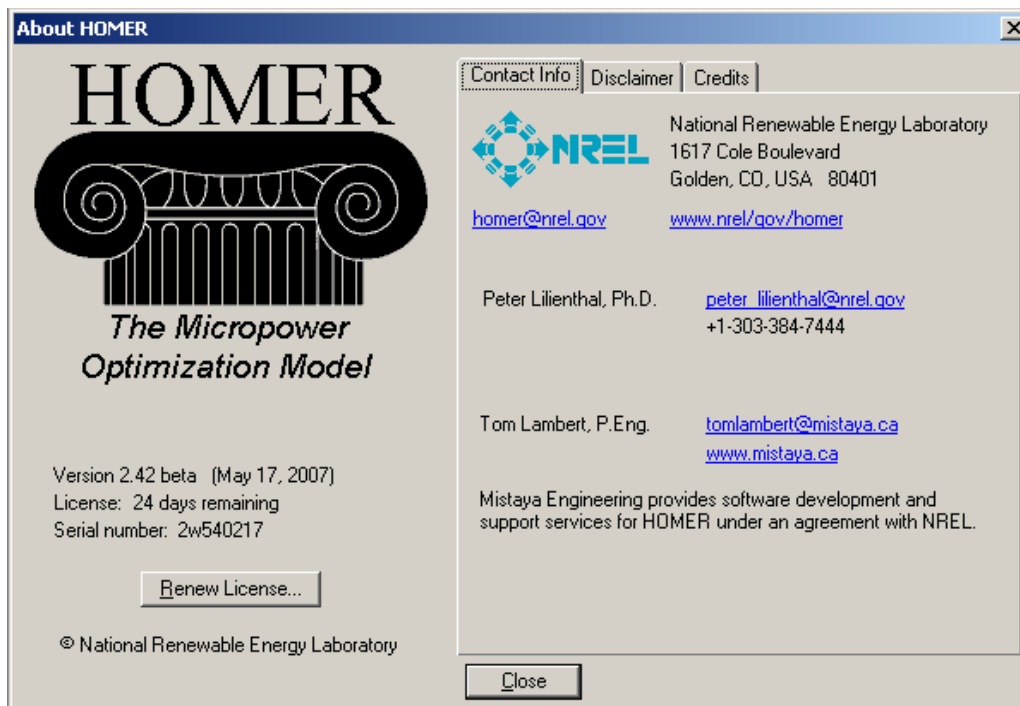 About HOMER
HOMER
The Micropower
Optimization Model
Version 2.42 beta (May 17, 2007)
License: 24 days remaining
Serial number: 2w540217
Renew License...
© National Renewable Energy Laboratory
Contact Info
Disclaimer
Credits
NREL
National Renewable Energy Laboratory
1617 Cole Boulevard
Golden, CO, USA 80401
homer@nrel.gov
www.nrel/gov/homer
Peter Lilienthal, Ph.D.
peter_lilienthal@nrel.gov
+1-303-384-7444
Tom Lambert, P.Eng.
tomlambert@mistaya.ca
www.mistaya.ca
Mistaya Engineering provides software development and
support services for HOMER under an agreement with NREL.
Close